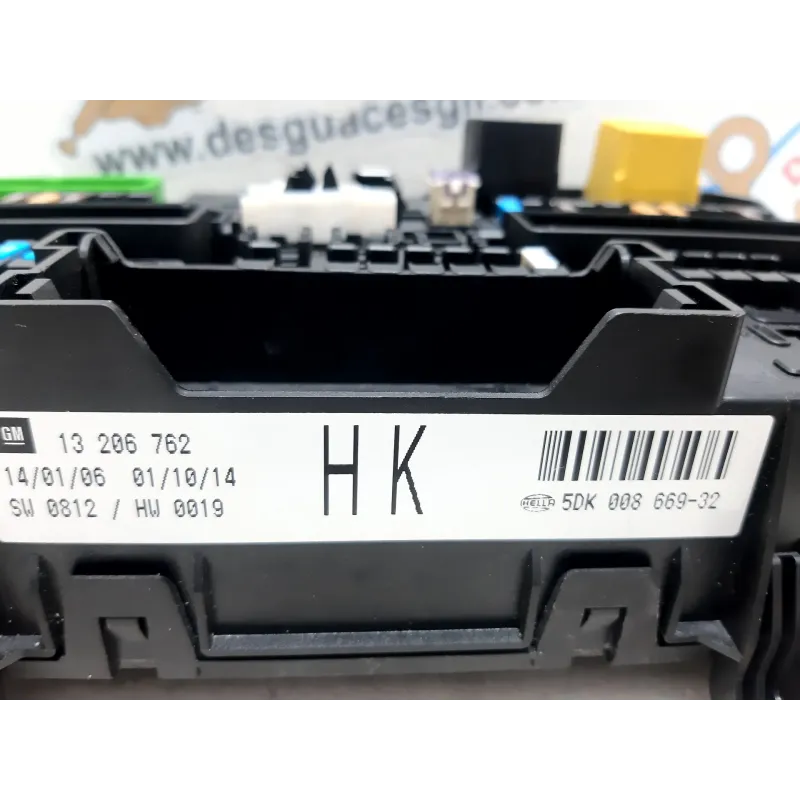 www.desguacesgil.com
GM 13 206 762
14/01/06 01/10/14
SW 0812 / HW 0019
HK
HELLA 5DK 008 669-32